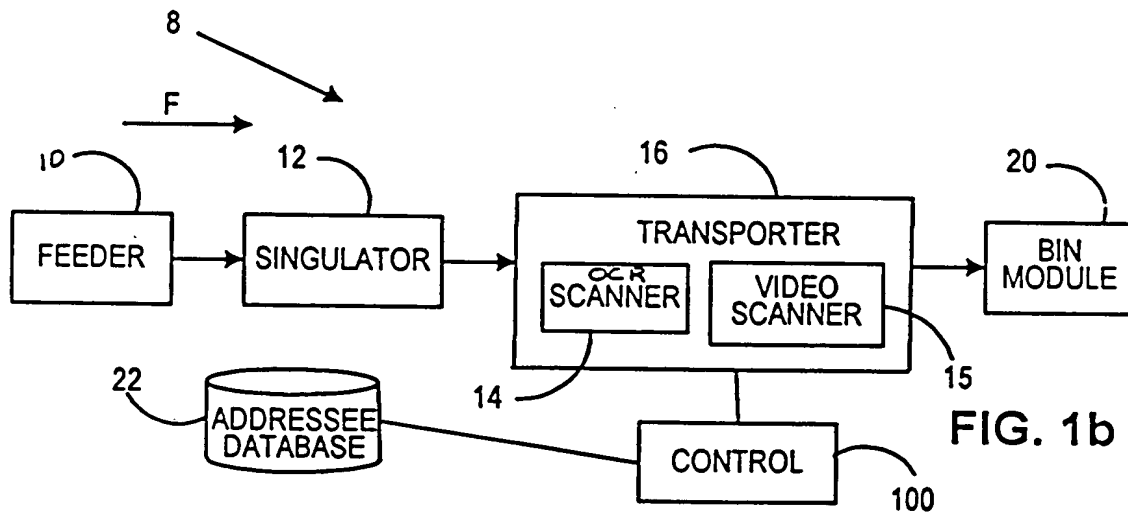 8
F
10
12
16
20
FEEDER
SINGULATOR
TRANSPORTER
OCR
SCANNER
VIDEO
SCANNER
BIN
MODULE
22
14
15
ADDRESSEE
DATABASE
CONTROL
100
FIG. 1b